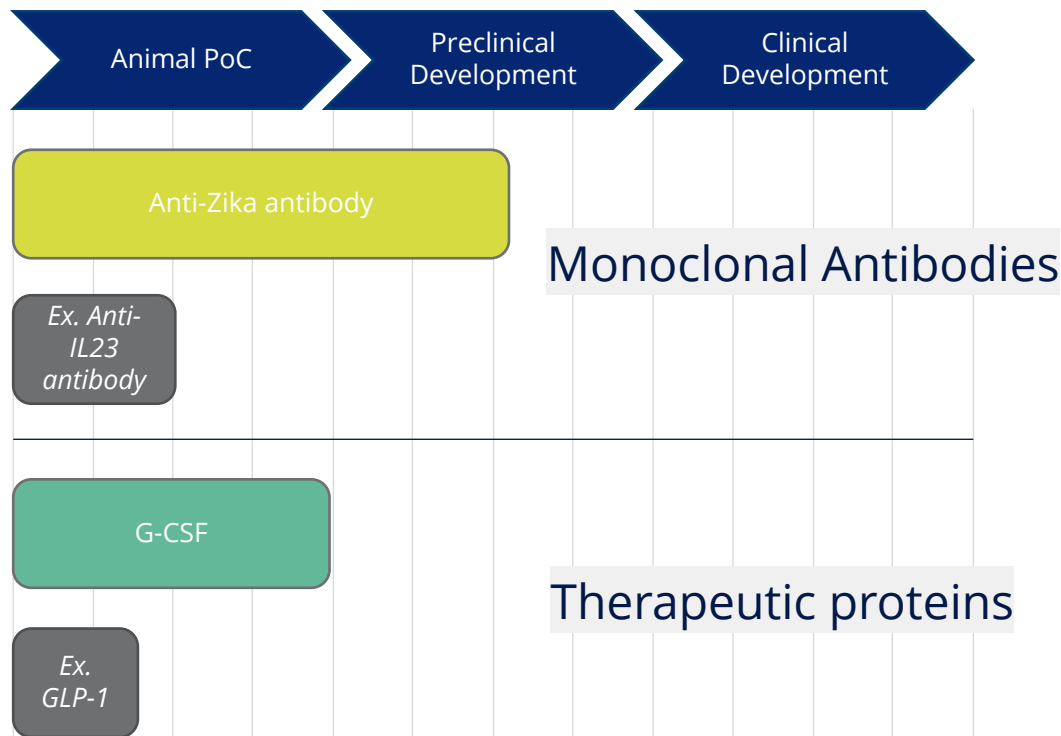 Animal PoC
Preclinical
Development
Clinical
Development
Anti-Zika antibody
Monoclonal Antibodies
Ex. Anti-
IL23
antibody
G-CSF
Therapeutic proteins
Ex.
GLP-1